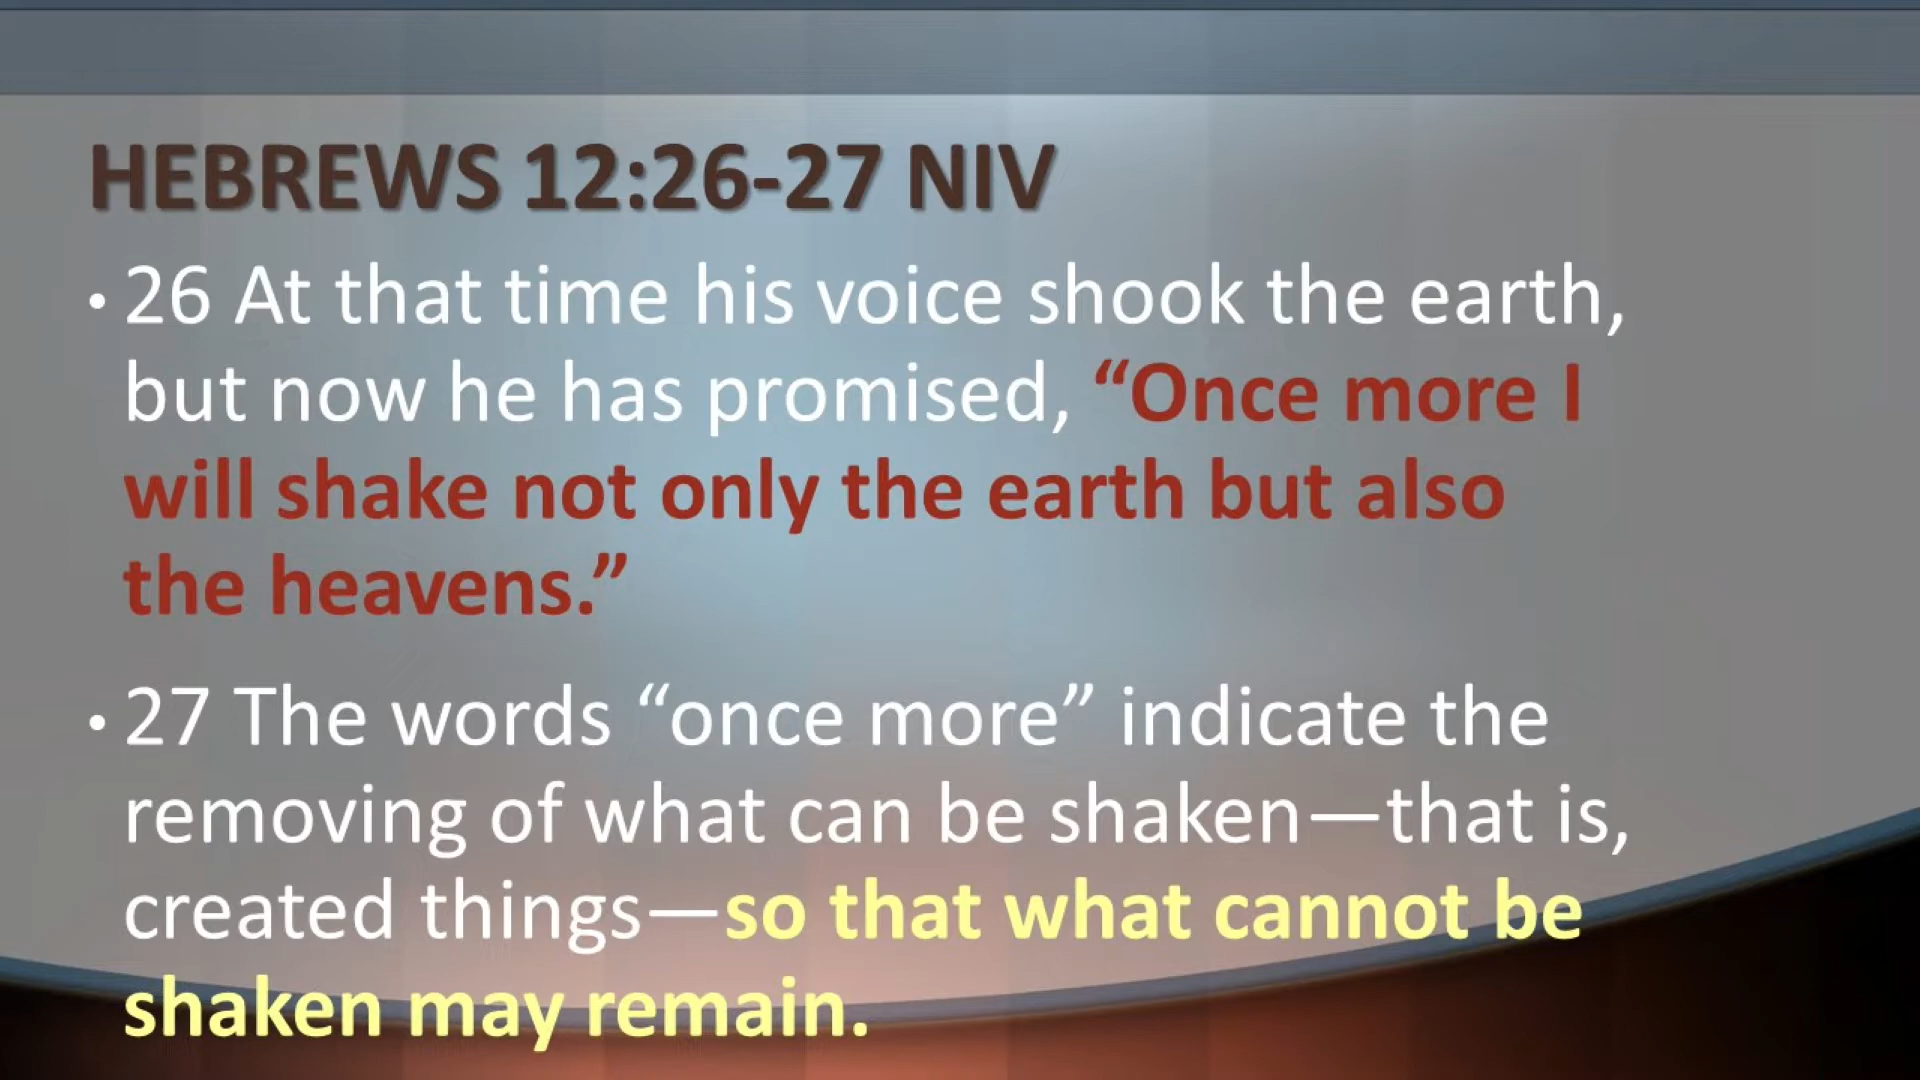 HEBREWS 12:26-27 NIV
• 26 At that time his voice shook the earth,
but now he has promised, “Once more I
will shake not only the earth but also
the heavens.”
• 27 The words “once more” indicate the
removing of what can be shaken—that is,
created things—so that what cannot be
shaken may remain.